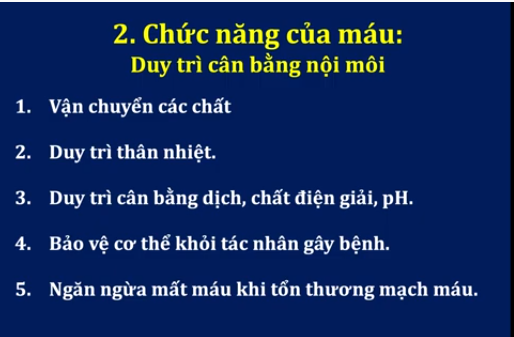 2. Chức năng của máu:
Duy trì cân bằng nội môi
1. Vận chuyển các chất
2. Duy trì thân nhiệt.
3. Duy trì cân bằng dịch, chất điện giải, pH.
4. Bảo vệ cơ thể khỏi tác nhân gây bệnh.
5. Ngăn ngừa mất máu khi tổn thương mạch máu.